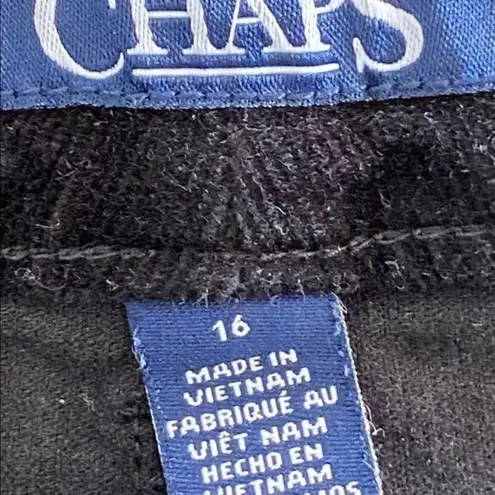 CHAPS
16
MADE IN
VIETNAM
FABRIQUÉ AU
VIÊT NAM
HECHO EN
VIETNAM